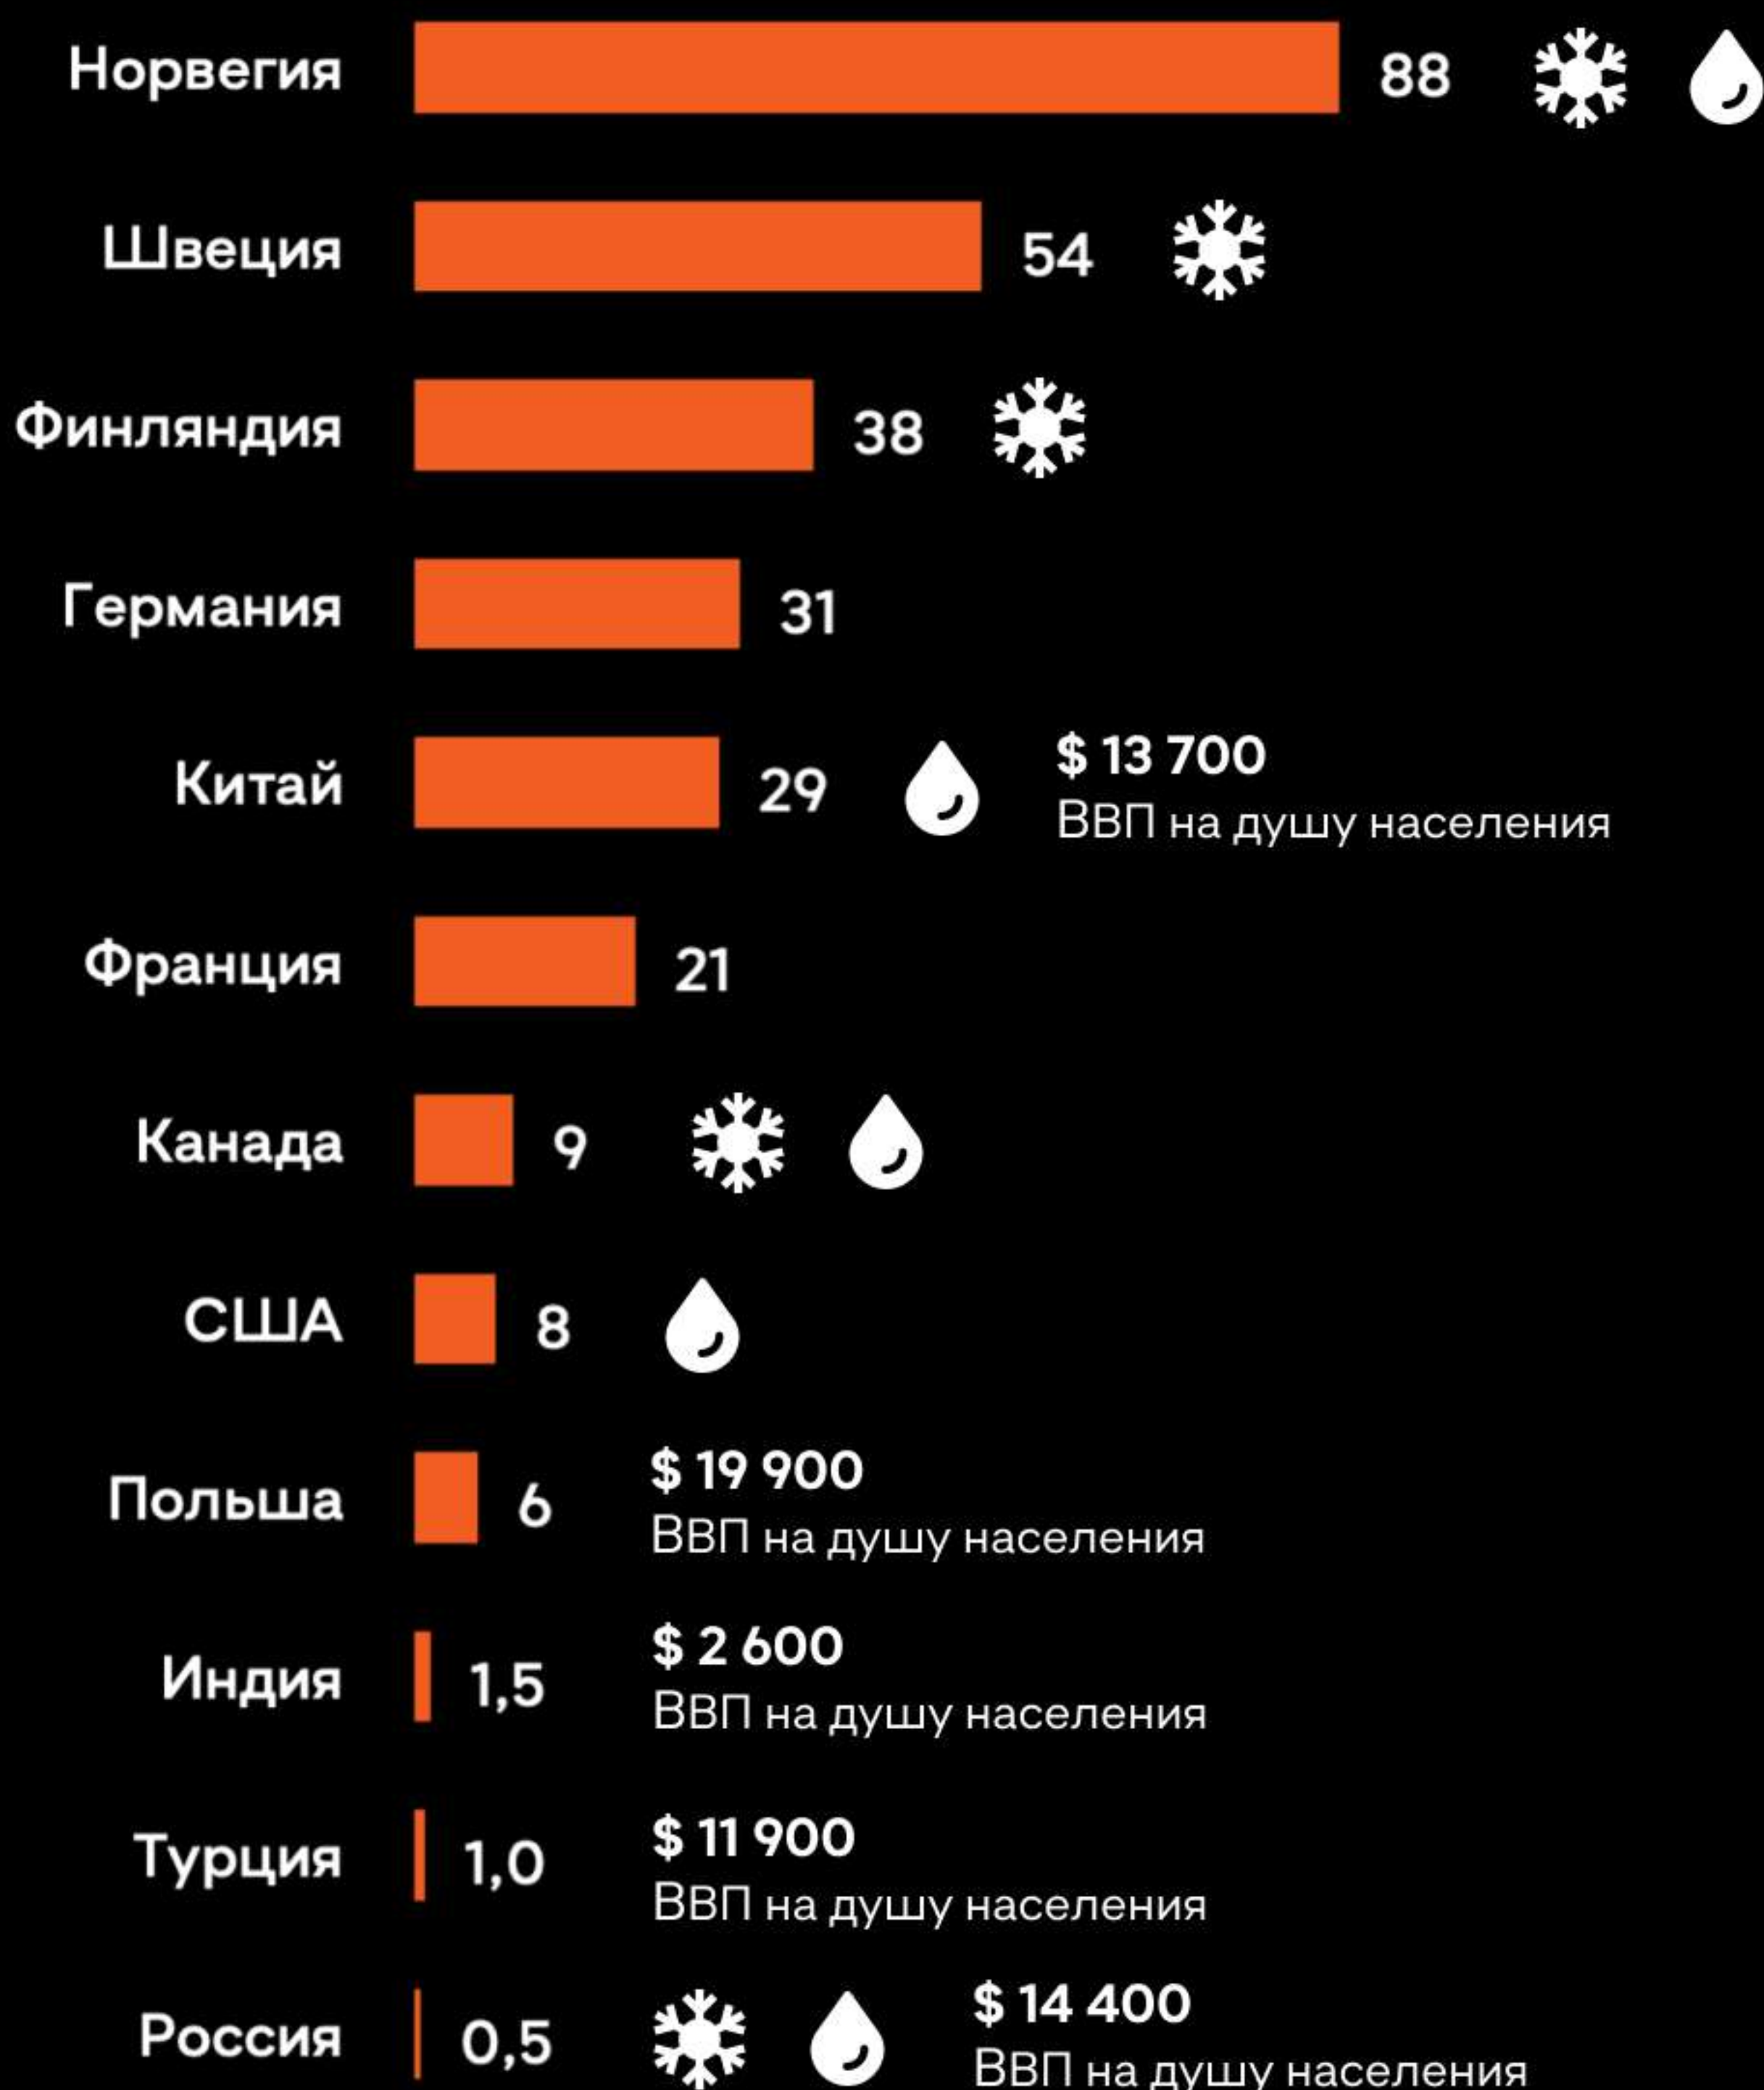 Норвегия 88
Швеция 54
Финляндия 38
Германия 31
Китай 29 $ 13 700
ВВП на душу населения
Франция 21
Канада 9
США 8
Польша 6 $ 19 900
ВВП на душу населения
Индия 1,5 $ 2 600
ВВП на душу населения
Турция 1,0 $ 11 900
ВВП на душу населения
Россия 0,5 $ 14 400
ВВП на душу населения